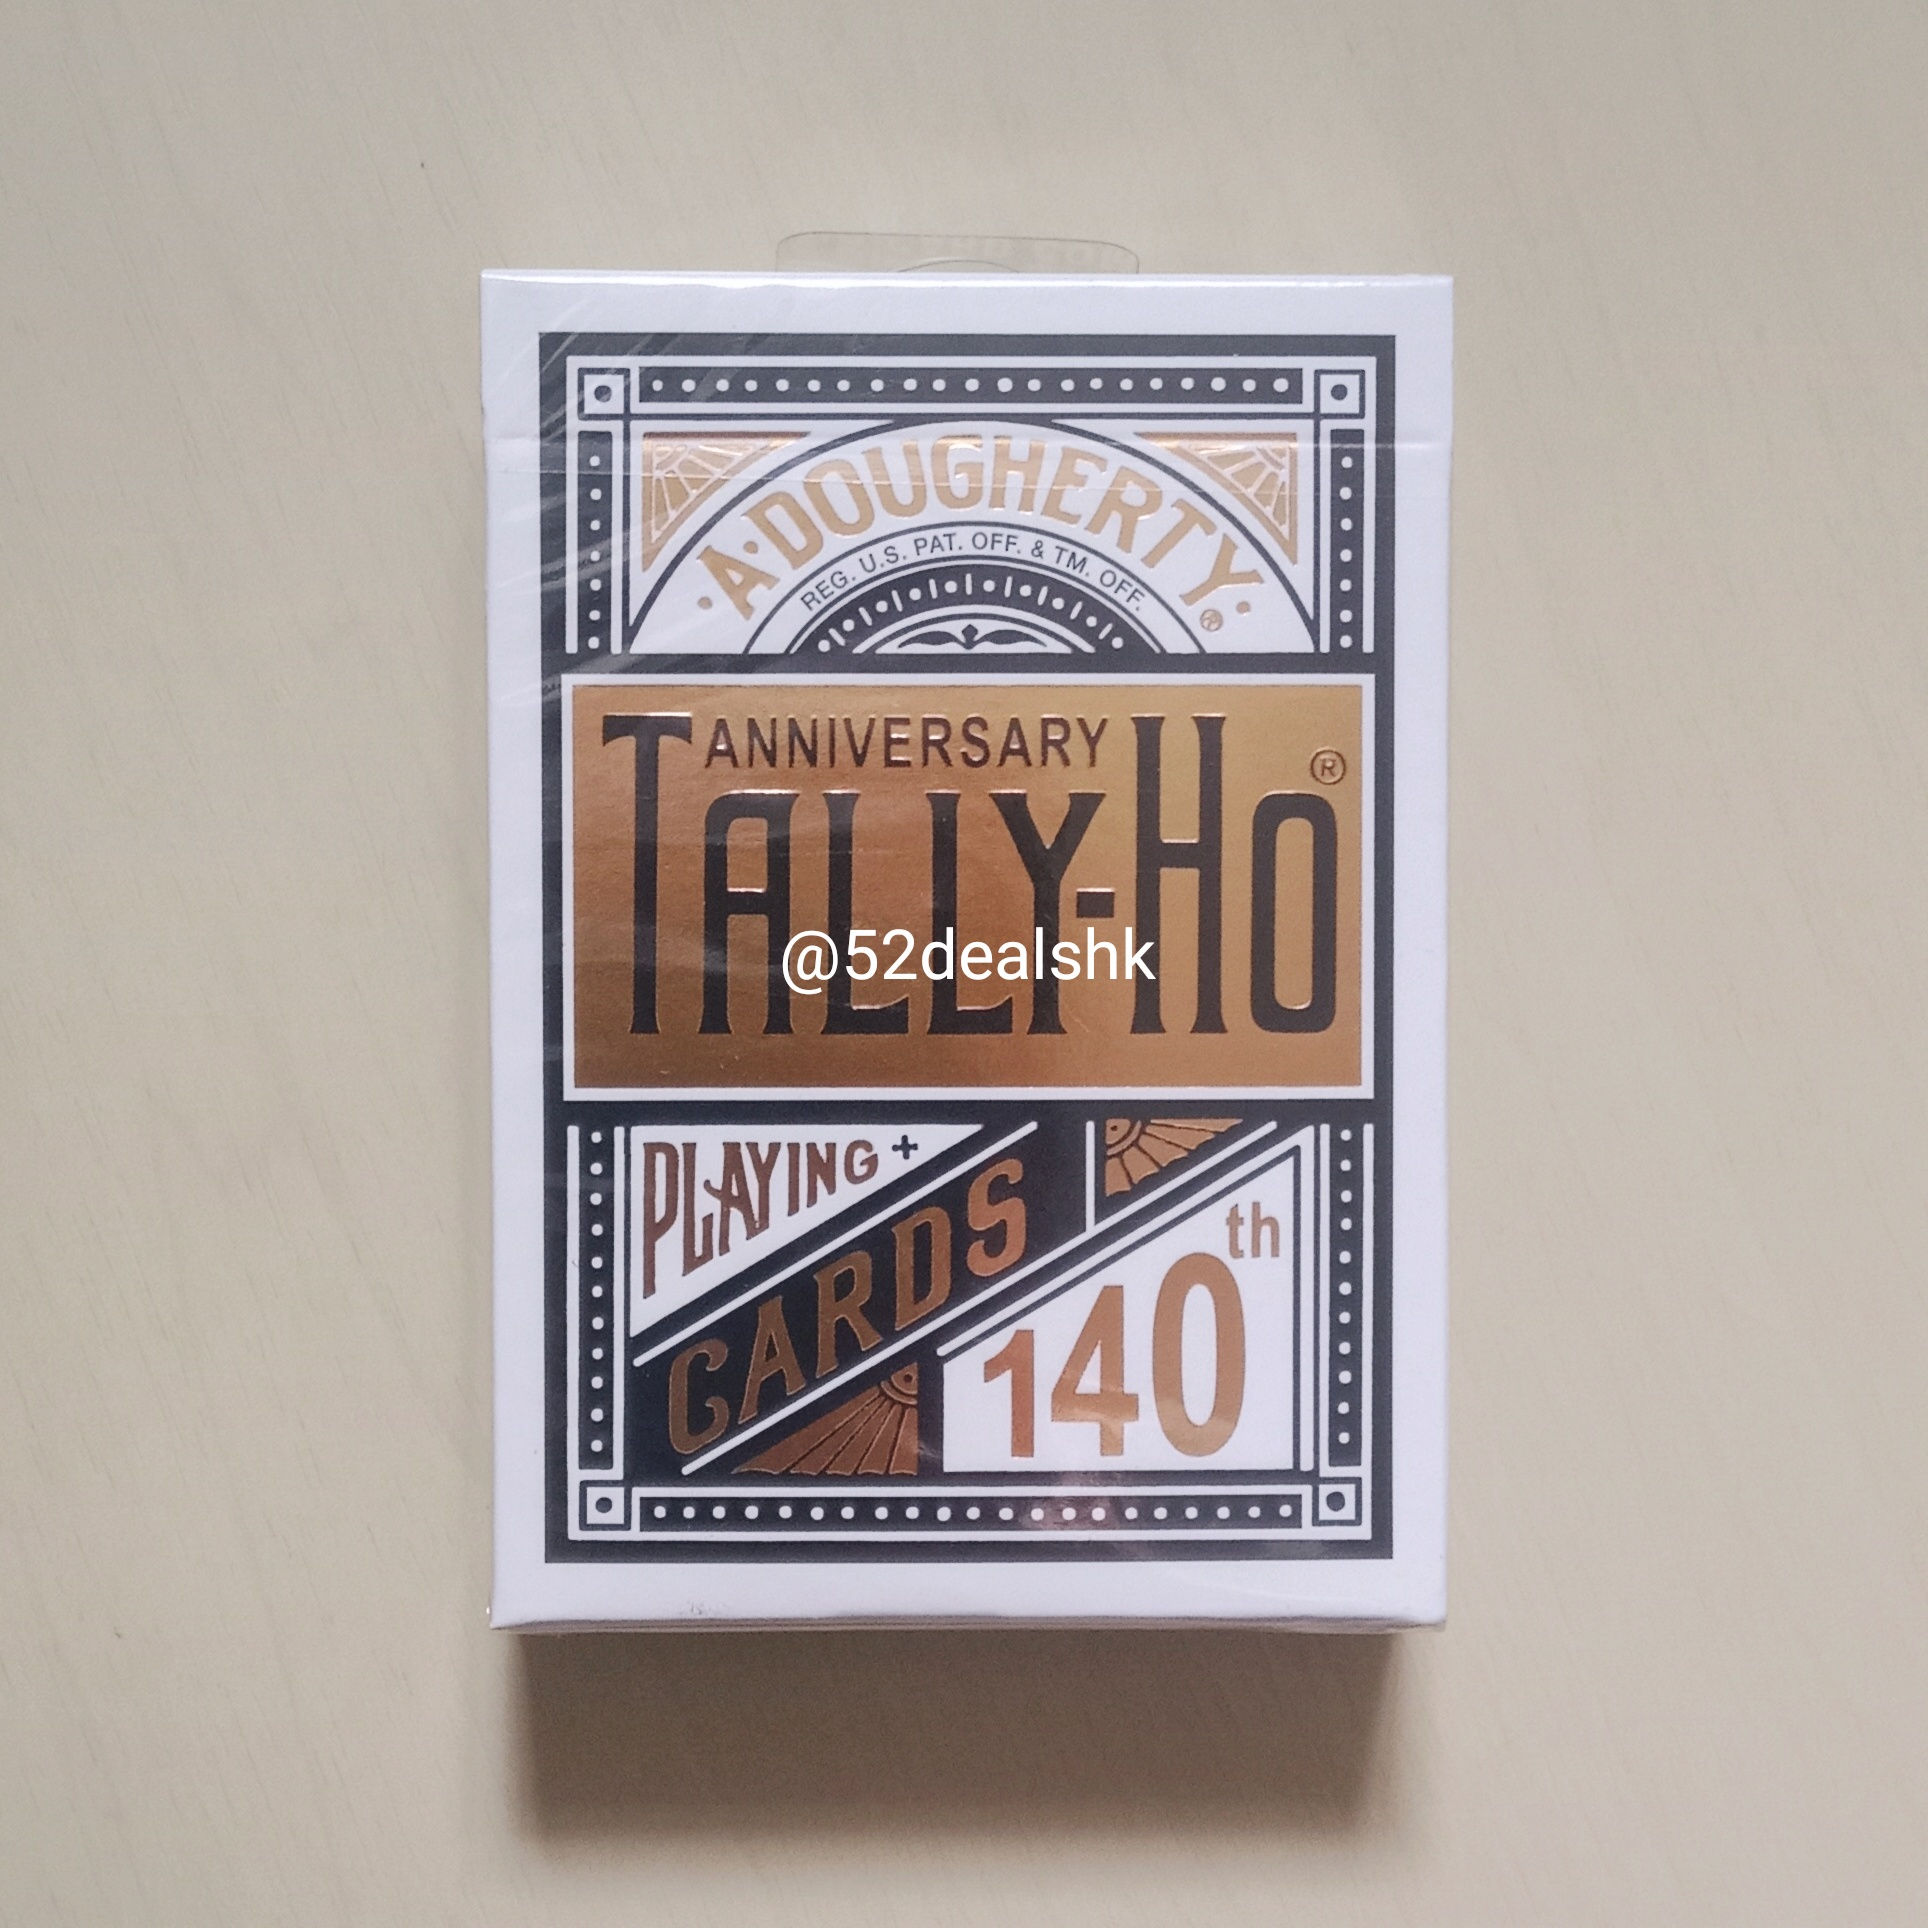 A·DOUGHERTY®
REG. U.S. PAT. OFF. & TM. OFF.
ANNIVERSARY
TALLY-HO®
@52dealshk
PLAYING +
CARDS
140th